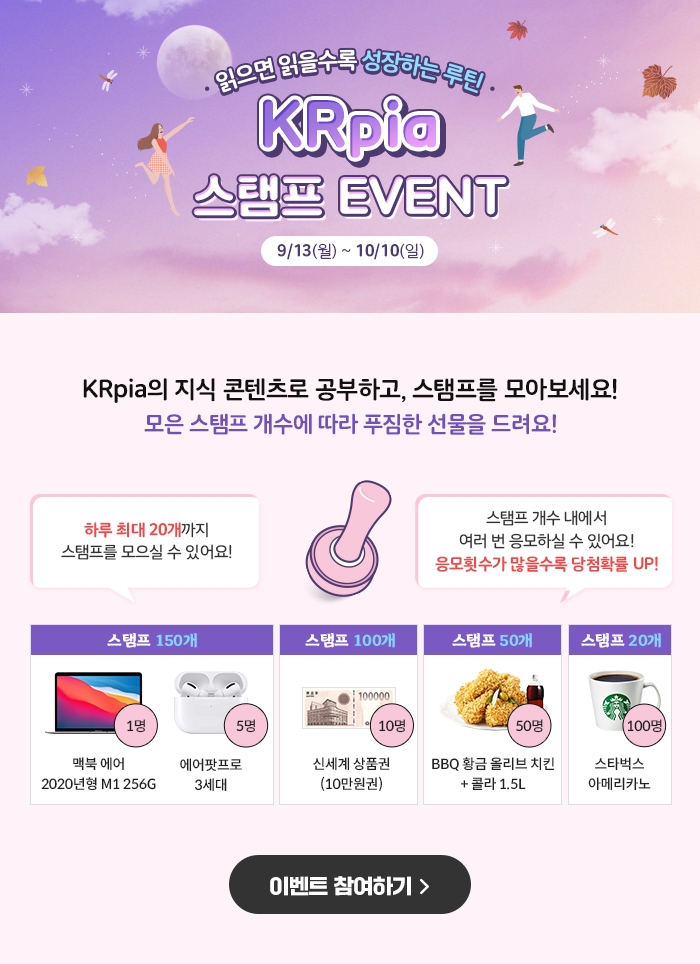 · 읽으면 읽을수록 성장하는 루틴 ·
KRpia
스탬프 EVENT
9/13(월) ~ 10/10(일)
KRpia의 지식 콘텐츠로 공부하고, 스탬프를 모아보세요!
모은 스탬프 개수에 따라 푸짐한 선물을 드려요!
하루 최대 20개까지
스탬프를 모으실 수 있어요!
스탬프 개수 내에서
여러 번 응모하실 수 있어요!
응모횟수가 많을수록 당첨확률 UP!
스탬프 150개
1명
맥북 에어
2020년형 M1 256G
5명
에어팟프로
3세대
스탬프 100개
100000
10명
신세계 상품권
(10만원권)
스탬프 50개
50명
BBQ 황금 올리브 치킨
+ 콜라 1.5L
스탬프 20개
100명
스타벅스
아메리카노
이벤트 참여하기 >